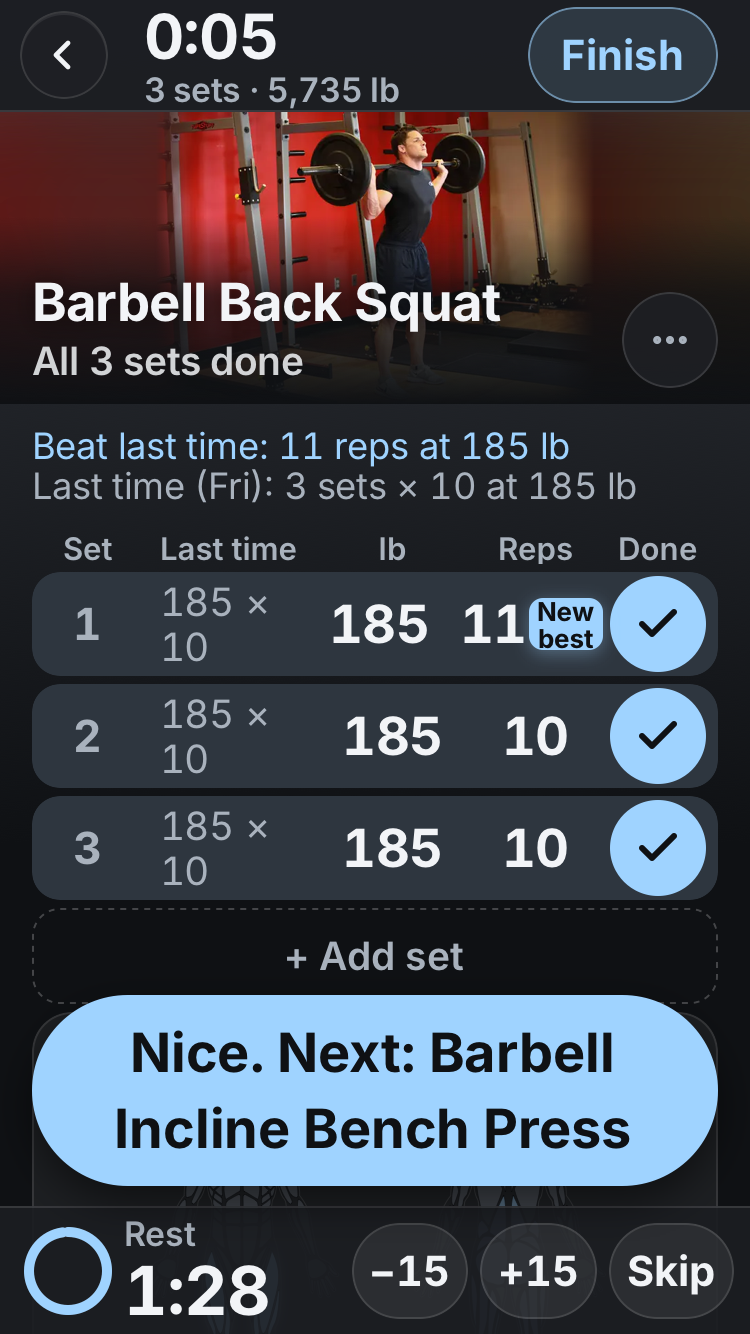 0:05
3 sets · 5,735 lb
Finish
Barbell Back Squat
All 3 sets done
Beat last time: 11 reps at 185 lb
Last time (Fri): 3 sets × 10 at 185 lb
Set Last time lb Reps Done
1 185 × 10 185 11 New best
2 185 × 10 185 10
3 185 × 10 185 10
+ Add set
Nice. Next: Barbell
Incline Bench Press
Rest
1:28
−15 +15 Skip